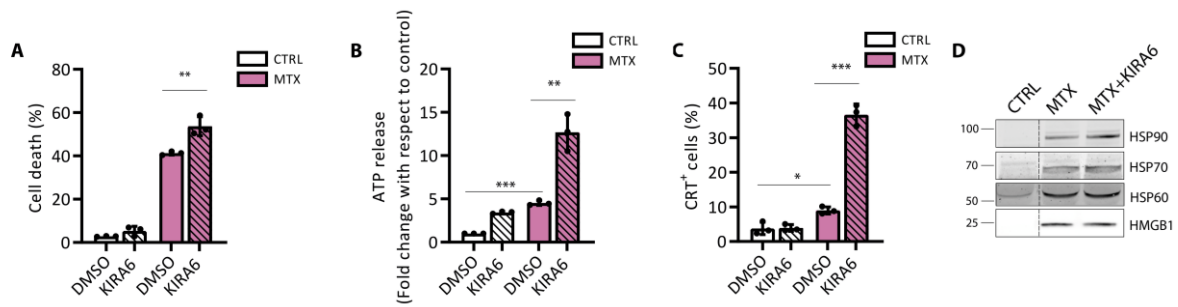 A
CTRL
MTX
Cell death (%)
80
60
40
20
0
**
DMSO
KIRA6
DMSO
KIRA6
B
CTRL
MTX
ATP release
(Fold change with respect to control)
20
15
10
5
0
***
**
DMSO
KIRA6
DMSO
KIRA6
C
CTRL
MTX
CRT+ cells (%)
50
40
30
20
10
0
*
***
DMSO
KIRA6
DMSO
KIRA6
D
CTRL
MTX
MTX+KIRA6
100
HSP90
70
HSP70
50
HSP60
25
HMGB1